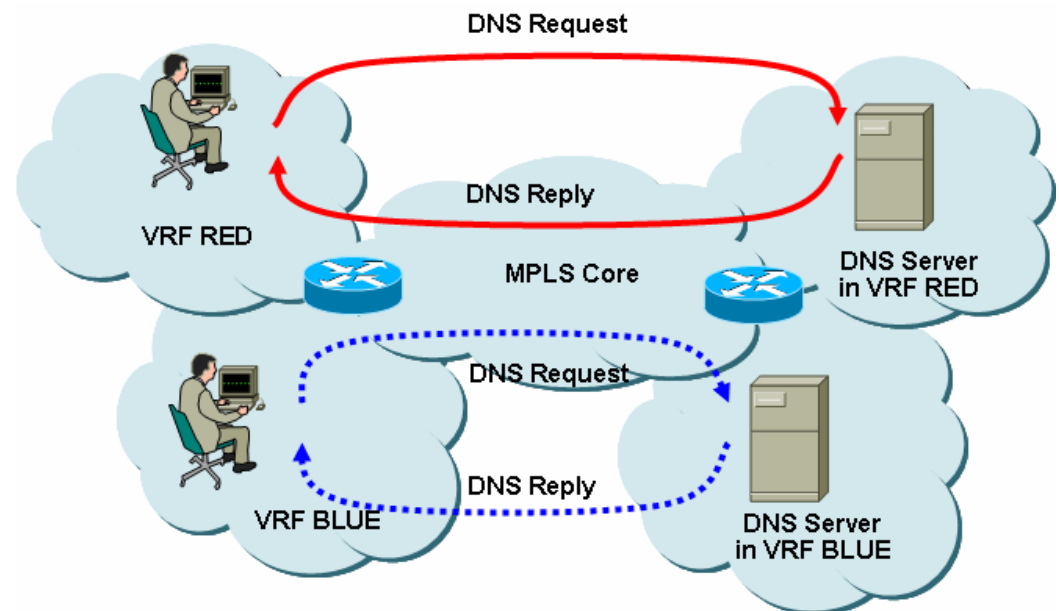 DNS Request
DNS Reply
VRF RED
MPLS Core
DNS Server
in VRF RED
DNS Request
DNS Reply
VRF BLUE
DNS Server
in VRF BLUE